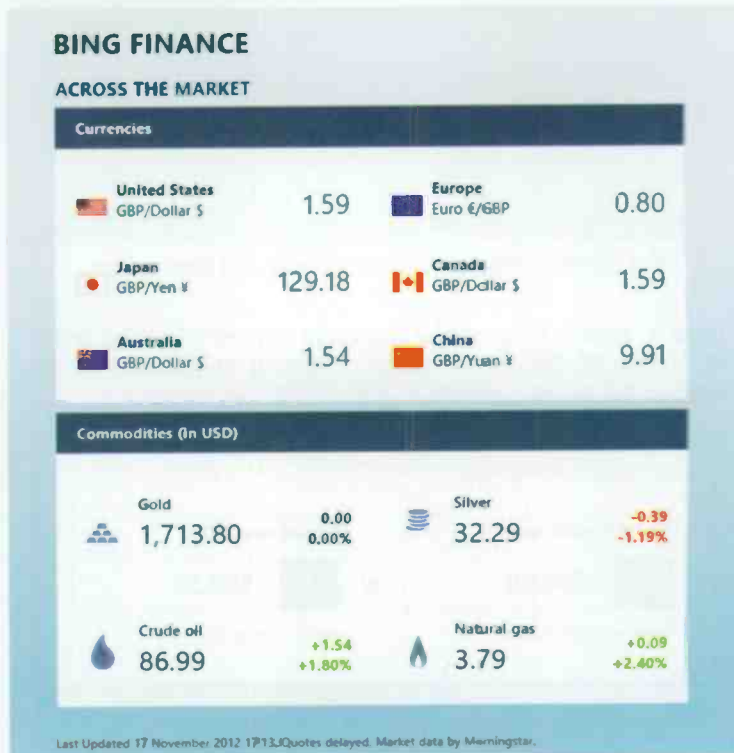 BING FINANCE
ACROSS THE MARKET
Currencies
United States
GBP/Dollar $
1.59
Europe
Euro €/GBP
0.80
Japan
GBP/Yen ¥
129.18
Canada
GBP/Dollar $
1.59
Australia
GBP/Dollar $
1.54
China
GBP/Yuan ¥
9.91
Commodities (In USD)
Gold
1,713.80
0.00
0.00%
Silver
32.29
-0.39
-1.19%
Crude oil
86.99
+1.54
+1.80%
Natural gas
3.79
+0.09
+2.40%
Last Updated 17 November 2012 Quotes delayed. Market data by Morningstar.